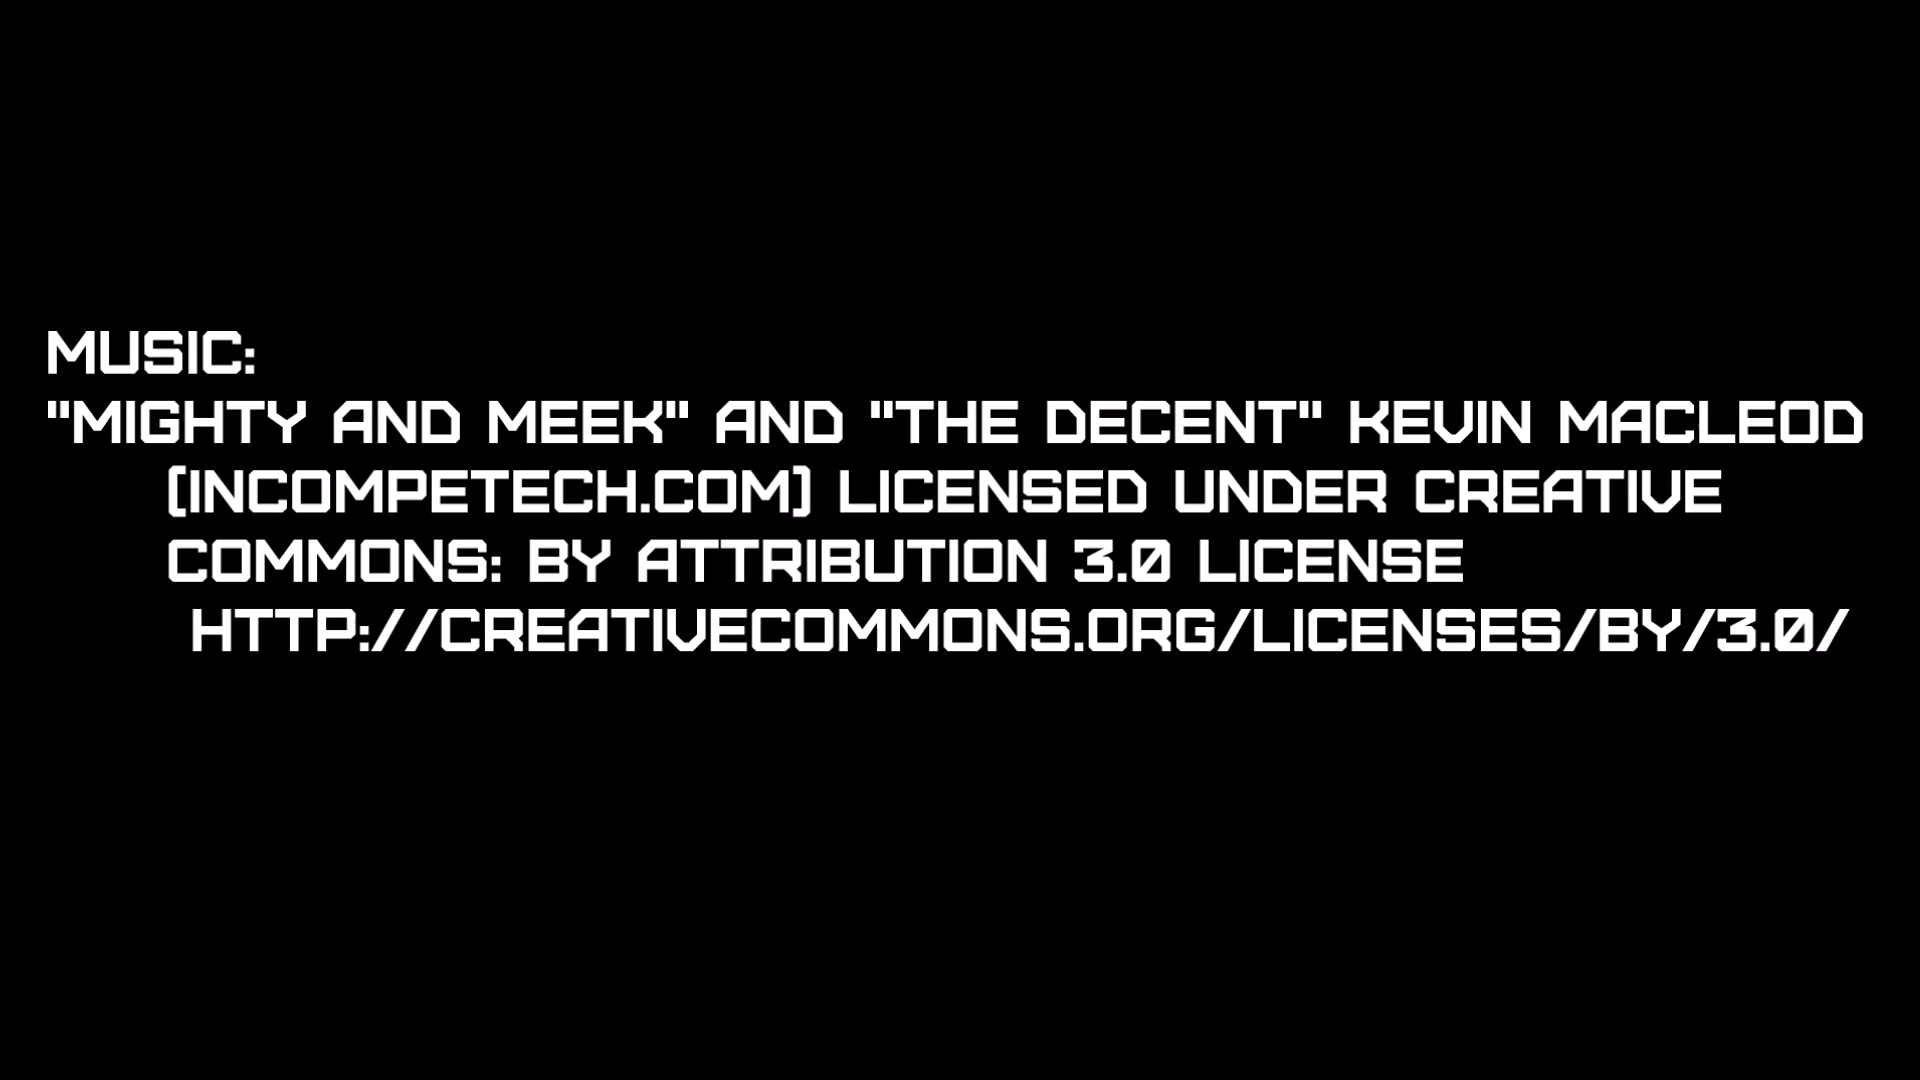 MUSIC:
"MIGHTY AND MEEK" AND "THE DECENT" KEVIN MACLEOD
(INCOMPETECH.COM) LICENSED UNDER CREATIVE
COMMONS: BY ATTRIBUTION 3.0 LICENSE
HTTP://CREATIVECOMMONS.ORG/LICENSES/BY/3.0/